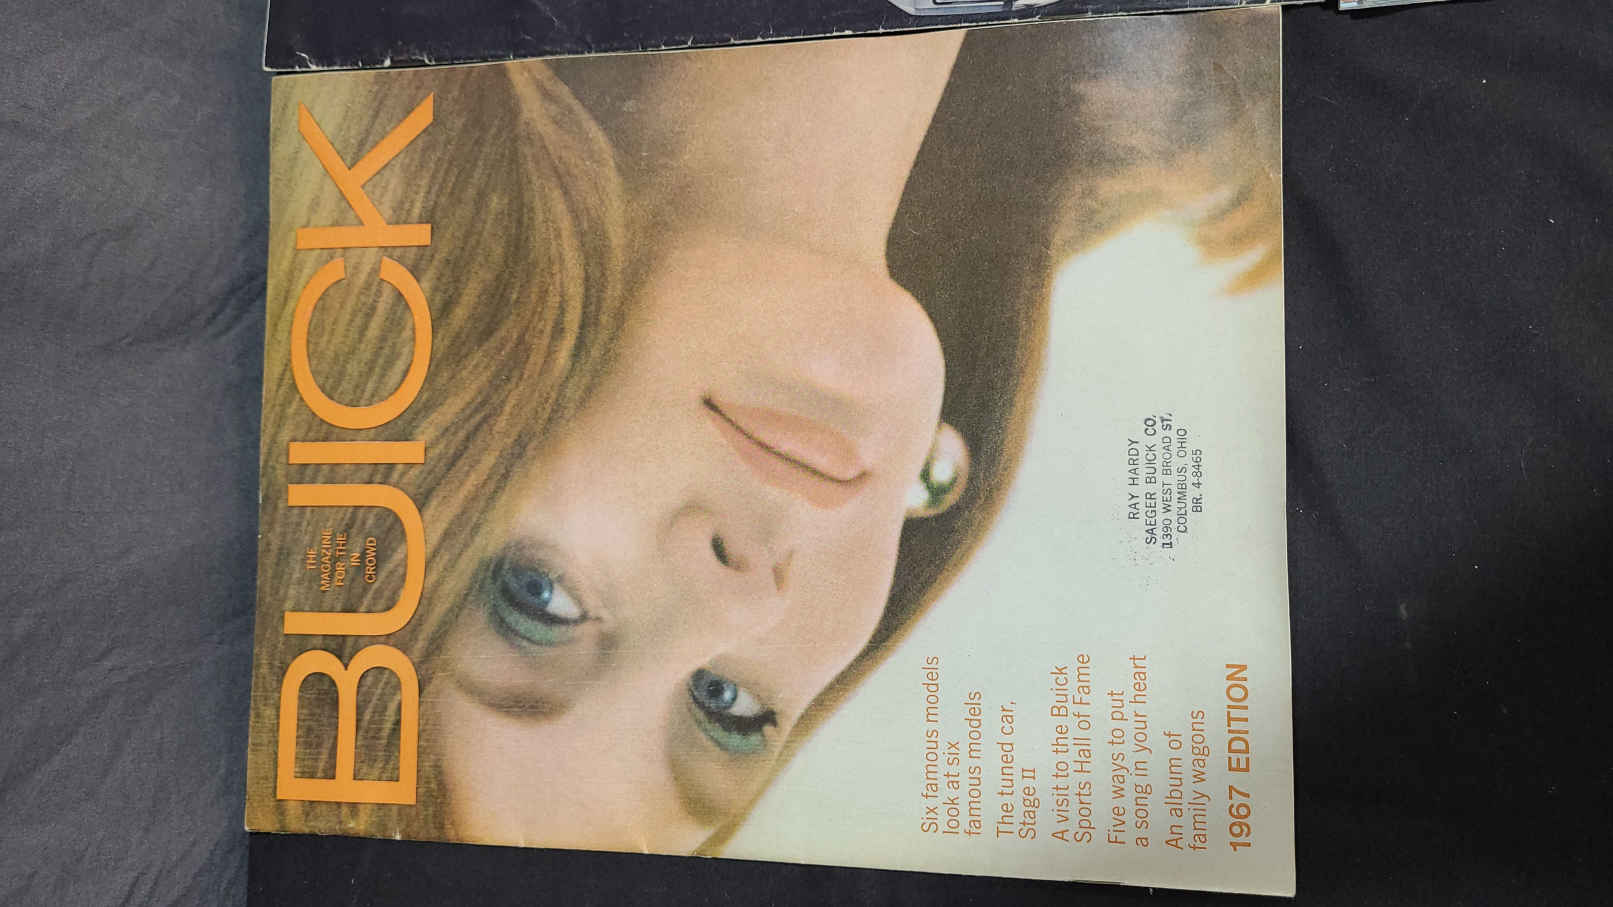 BUICK
THE
MAGAZINE
FOR THE
IN
CROWD
Six famous models
look at six
famous models
The tuned car,
Stage II
A visit to the Buick
Sports Hall of Fame
Five ways to put
a song in your heart
An album of
family wagons
1967 EDITION
RAY HARDY
SAEGER BUICK CO.
1390 WEST BROAD ST.
COLUMBUS, OHIO
BR. 4-8465